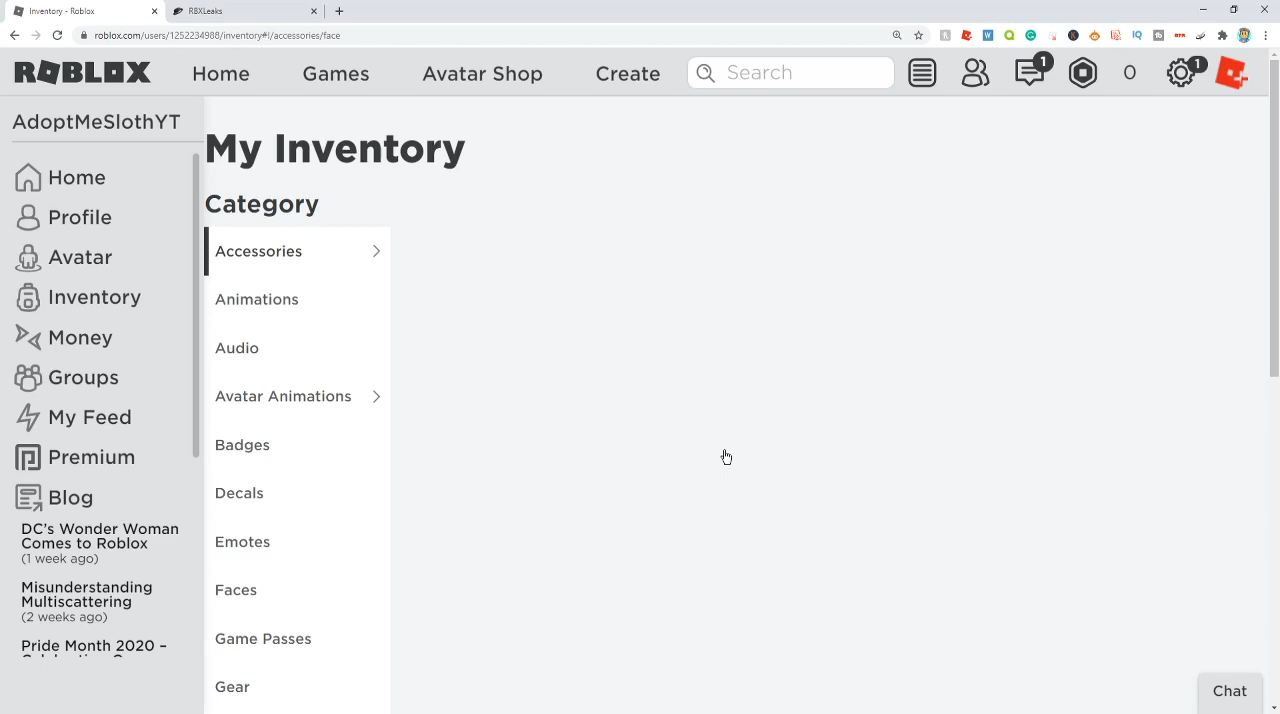 Inventory - Roblox
RBXLeaks
roblox.com/users/1252234988/inventory#!/accessories/face
ROBLOX
Home
Games
Avatar Shop
Create
Search
1
0
1
AdoptMeSlothYT
Home
Profile
Avatar
Inventory
Money
Groups
My Feed
Premium
Blog
DC's Wonder Woman
Comes to Roblox
(1 week ago)
Misunderstanding
Multiscattering
(2 weeks ago)
Pride Month 2020 –
My Inventory
Category
Accessories
Animations
Audio
Avatar Animations
Badges
Decals
Emotes
Faces
Game Passes
Gear
Chat